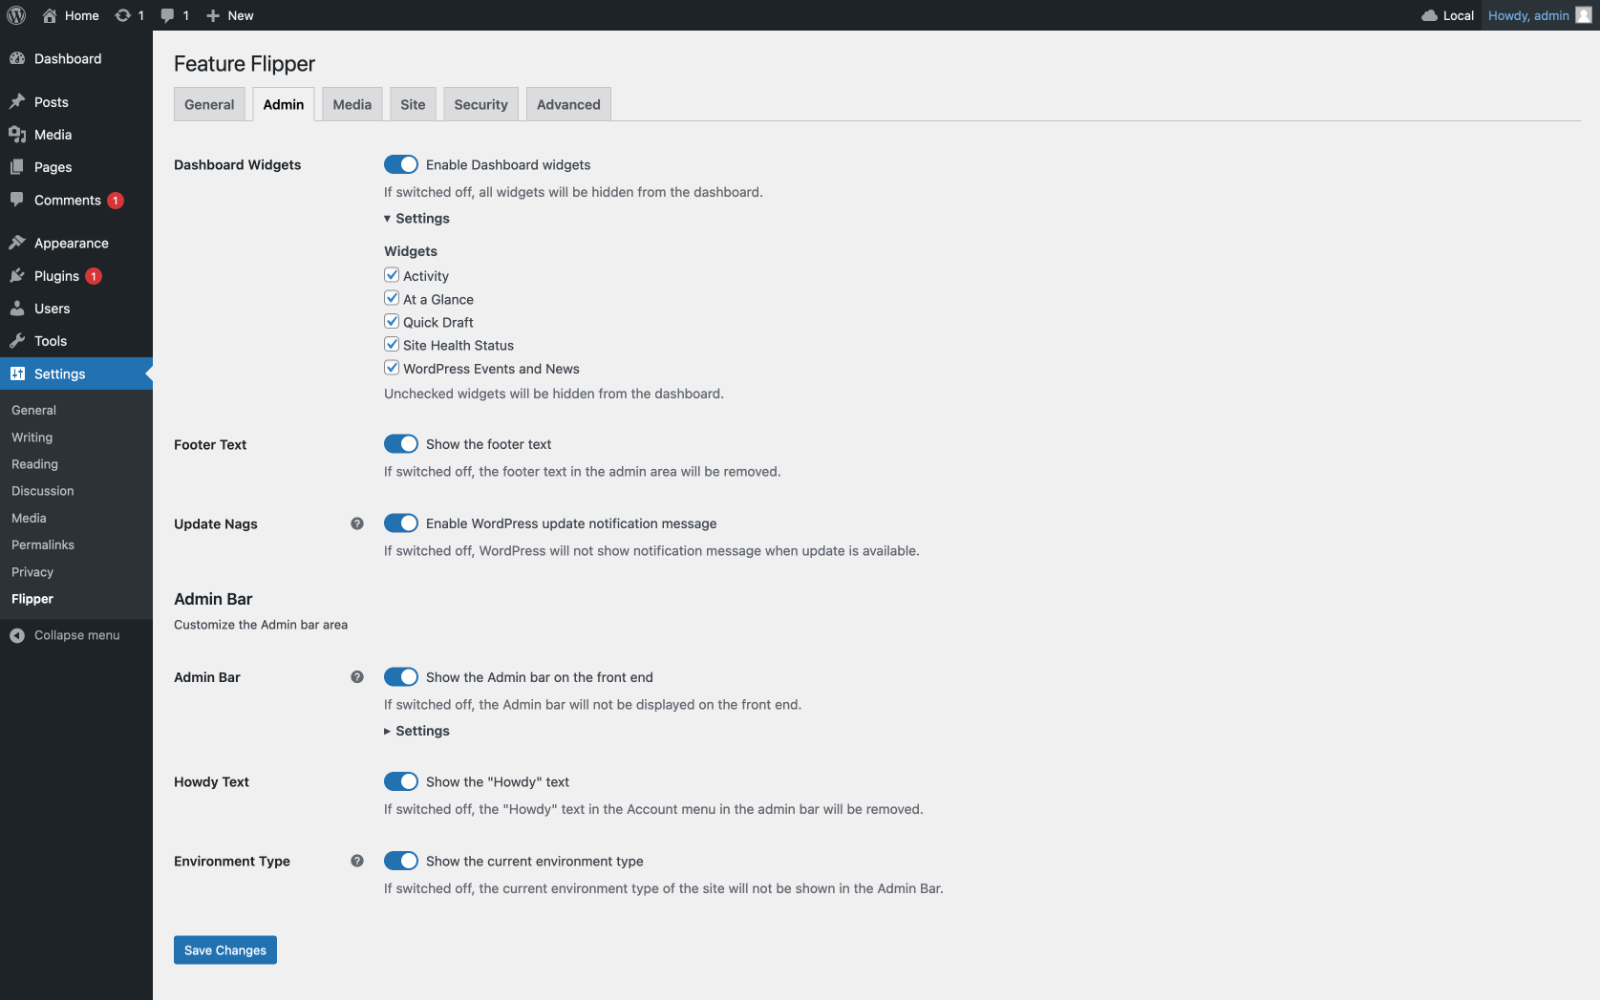 Home 1 1 New Local Howdy, admin
Dashboard
Posts
Media
Pages
Comments 1
Appearance
Plugins 1
Users
Tools
Settings
General
Writing
Reading
Discussion
Media
Permalinks
Privacy
Flipper
Collapse menu
Feature Flipper
General Admin Media Site Security Advanced
Dashboard Widgets Enable Dashboard widgets
If switched off, all widgets will be hidden from the dashboard.
Settings
Widgets
Activity
At a Glance
Quick Draft
Site Health Status
WordPress Events and News
Unchecked widgets will be hidden from the dashboard.
Footer Text Show the footer text
If switched off, the footer text in the admin area will be removed.
Update Nags ? Enable WordPress update notification message
If switched off, WordPress will not show notification message when update is available.
Admin Bar
Customize the Admin bar area
Admin Bar ? Show the Admin bar on the front end
If switched off, the Admin bar will not be displayed on the front end.
Settings
Howdy Text Show the "Howdy" text
If switched off, the "Howdy" text in the Account menu in the admin bar will be removed.
Environment Type ? Show the current environment type
If switched off, the current environment type of the site will not be shown in the Admin Bar.
Save Changes